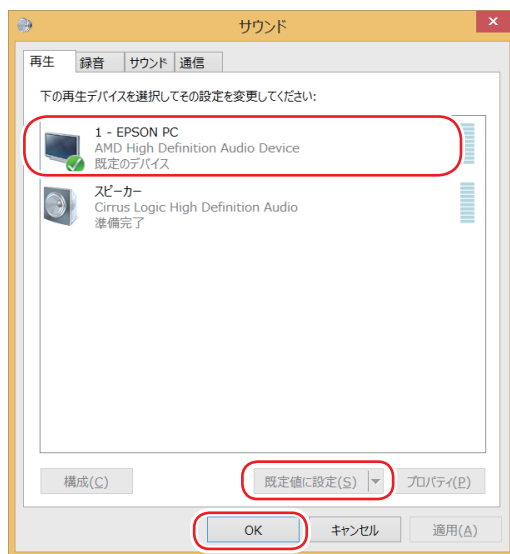 サウンド
再生 録音 サウンド 通信
下の再生デバイスを選択してその設定を変更してください:
1 - EPSON PC
AMD High Definition Audio Device
既定のデバイス
スピーカー
Cirrus Logic High Definition Audio
準備完了
構成(C) 既定値に設定(S) プロパティ(P)
OK キャンセル 適用(A)